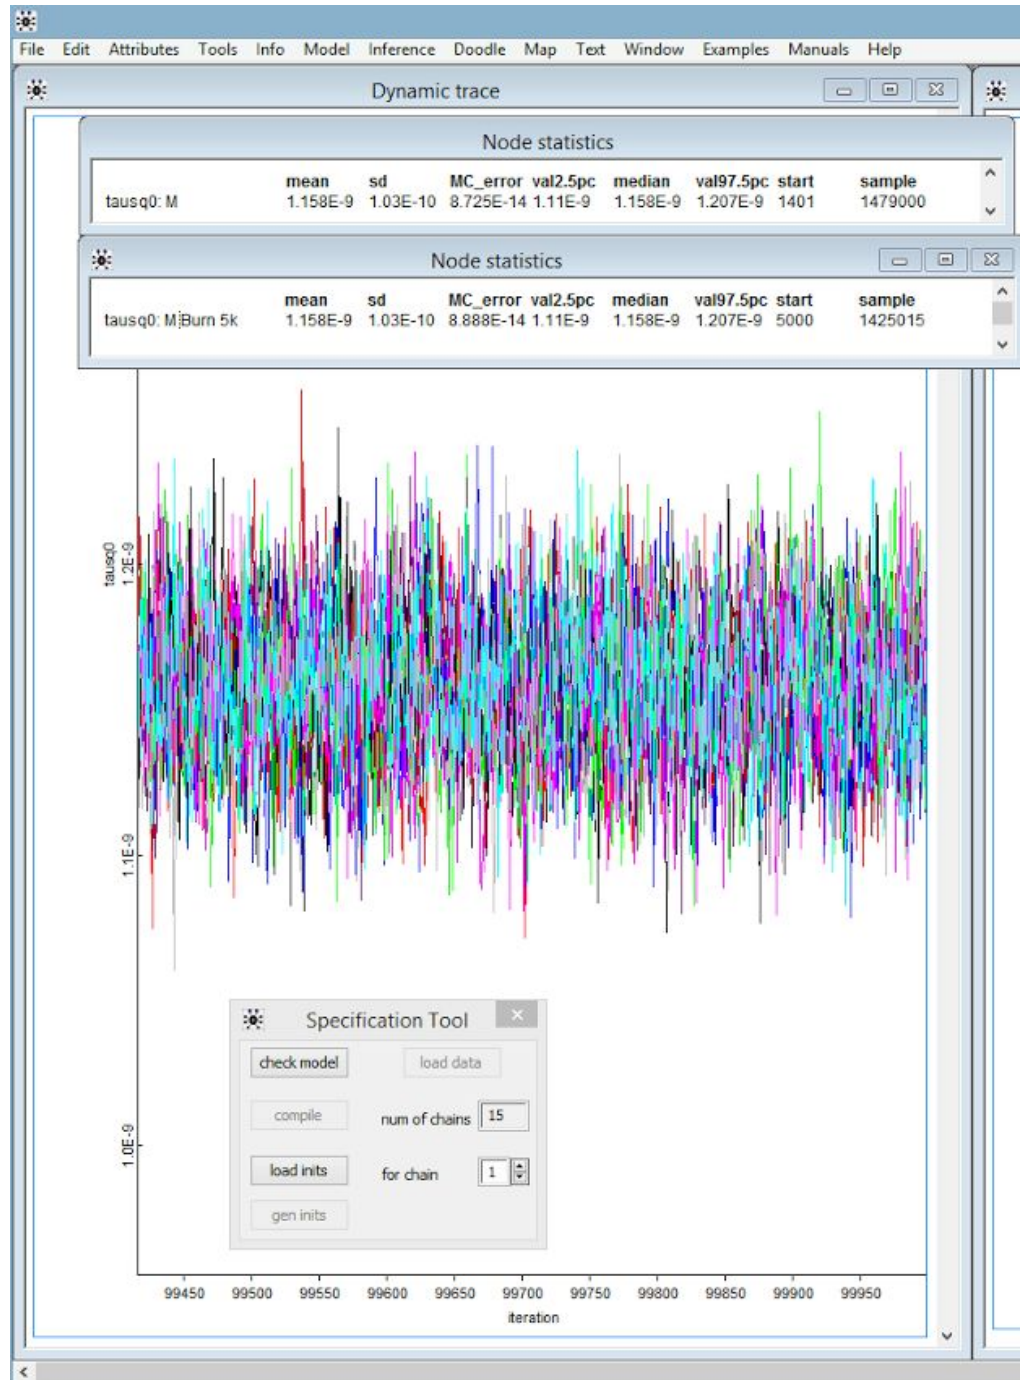 File Edit Attributes Tools Info Model Inference Doodle Map Text Window Examples Manuals Help
Dynamic trace
Node statistics
mean sd MC_error val2.5pc median val97.5pc start sample
tausq0: M 1.158E-9 1.03E-10 8.725E-14 1.11E-9 1.158E-9 1.207E-9 1401 1479000
Node statistics
mean sd MC_error val2.5pc median val97.5pc start sample
tausq0: M Burn 5k 1.158E-9 1.03E-10 8.888E-14 1.11E-9 1.158E-9 1.207E-9 5000 1425015
tausq0
1.2E-9
1.1E-9
1.0E-9
Specification Tool
check model load data
compile num of chains 15
load inits for chain 1
gen inits
99450 99500 99550 99600 99650 99700 99750 99800 99850 99900 99950
iteration